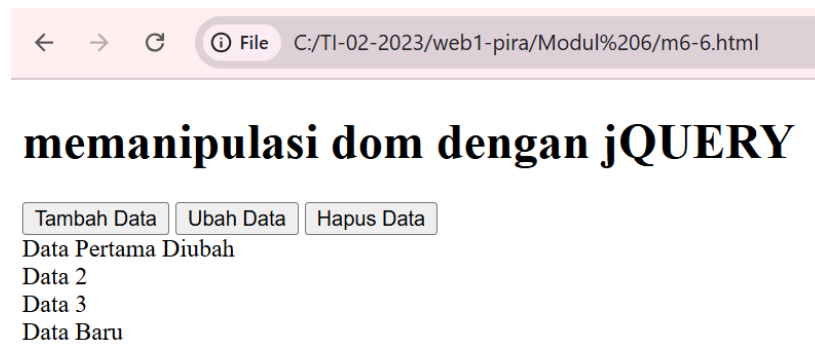 File C:/TI-02-2023/web1-pira/Modul%206/m6-6.html
memanipulasi dom dengan jQUERY
Tambah Data Ubah Data Hapus Data
Data Pertama Diubah
Data 2
Data 3
Data Baru